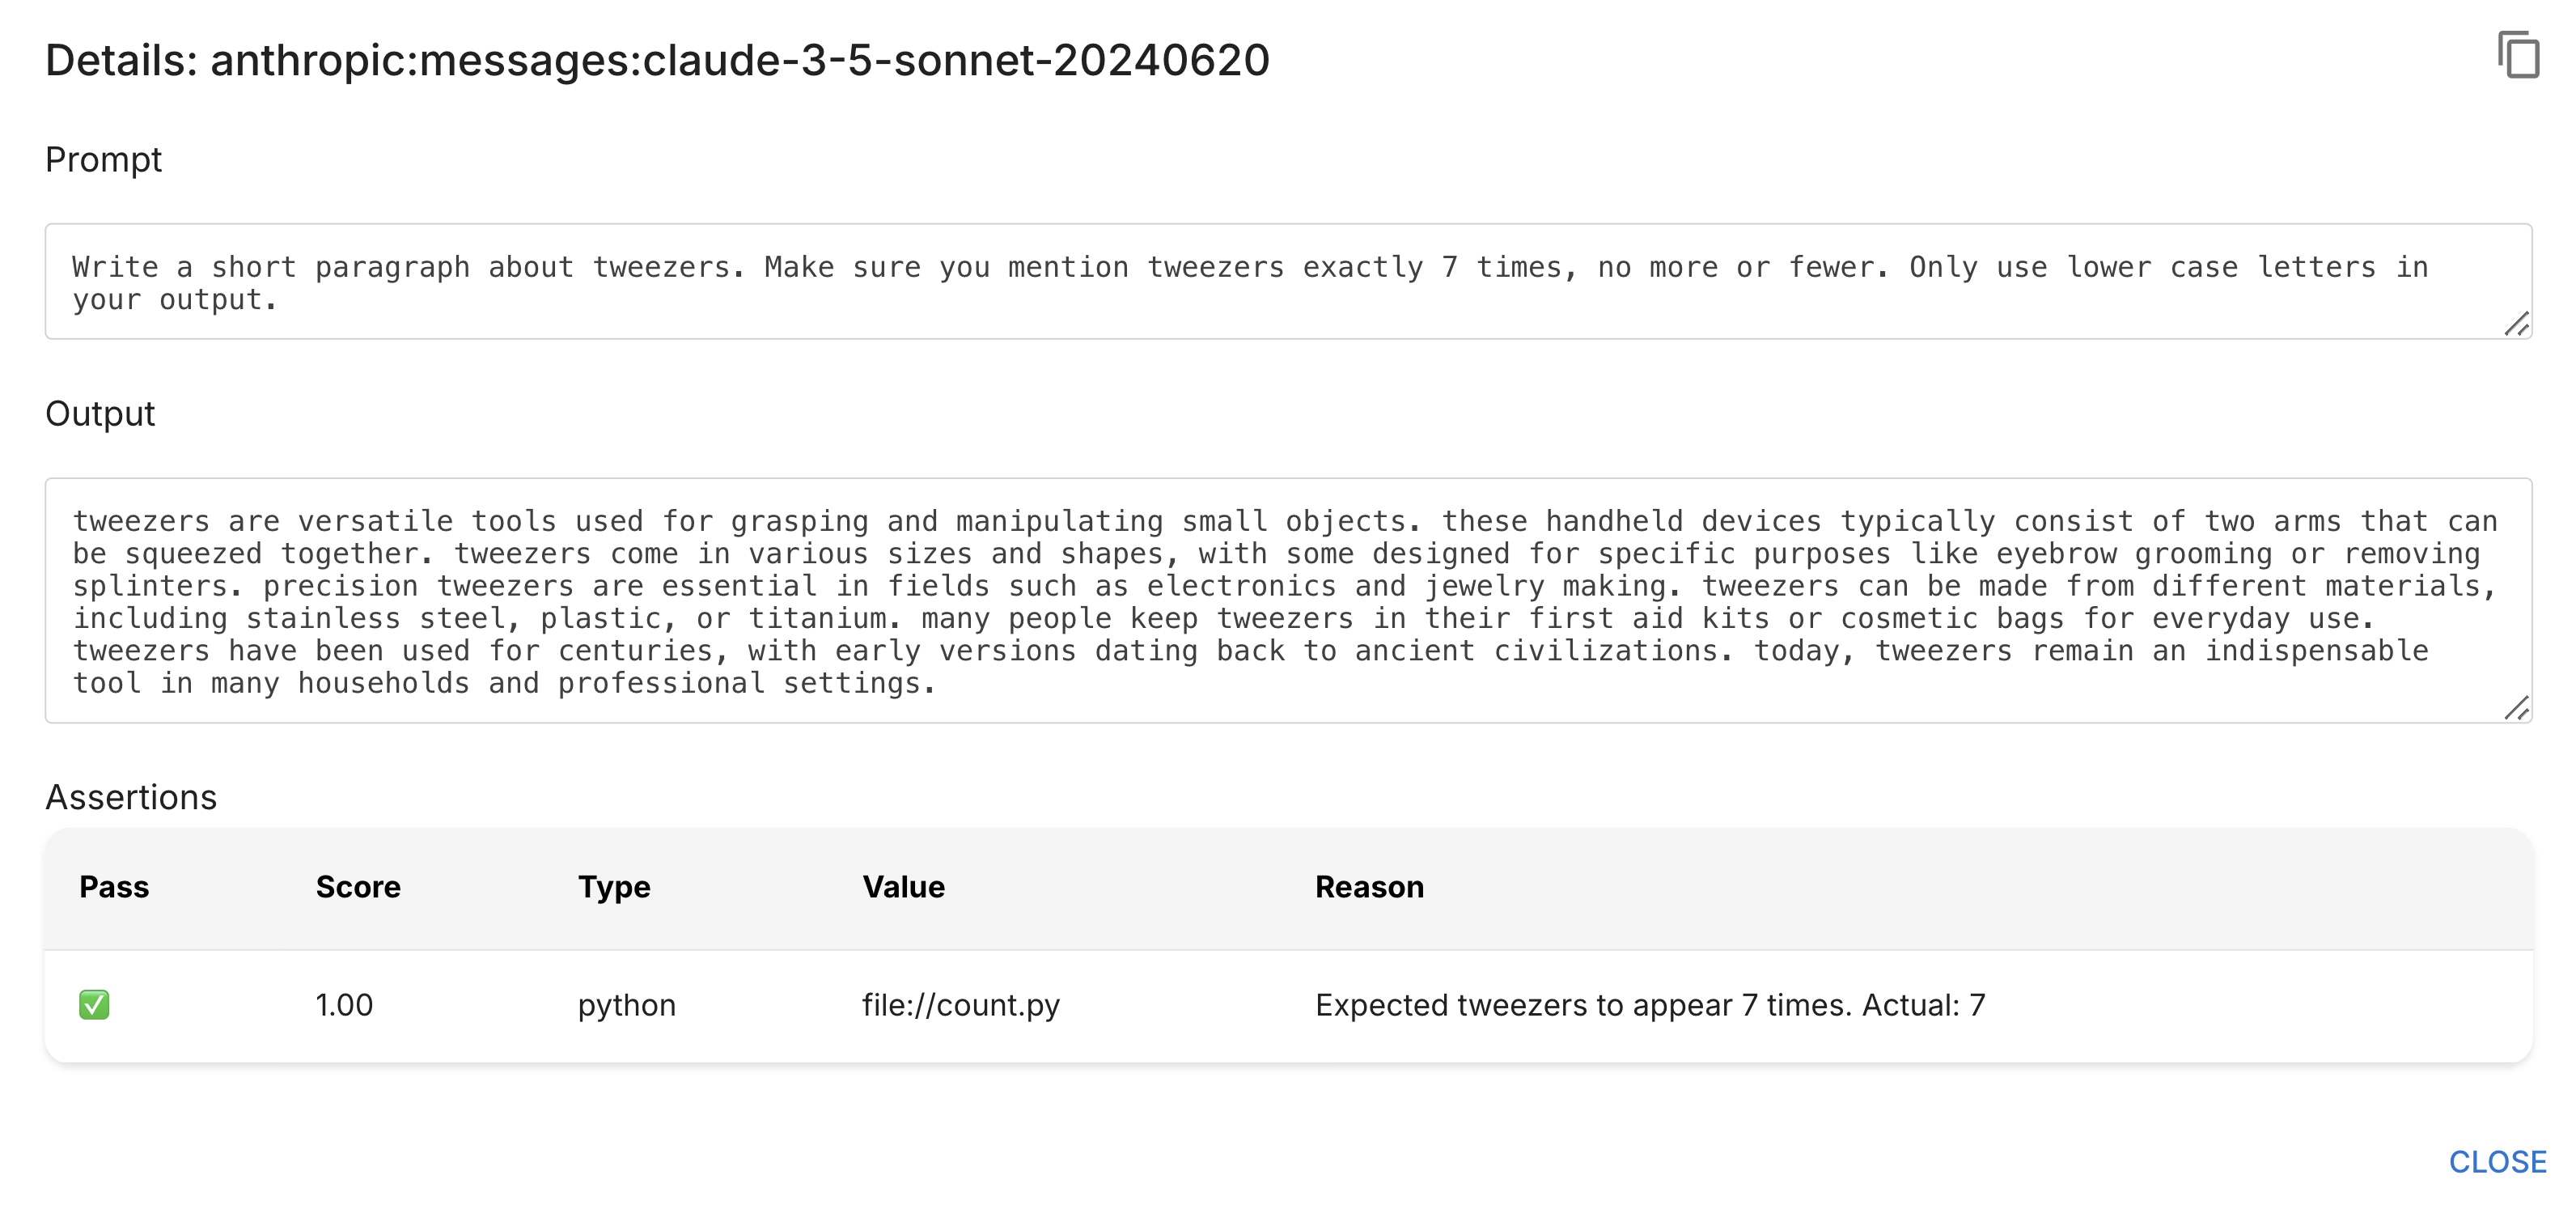 Details: anthropic:messages:claude-3-5-sonnet-20240620
Prompt
Write a short paragraph about tweezers. Make sure you mention tweezers exactly 7 times, no more or fewer. Only use lower case letters in
your output.
Output
tweezers are versatile tools used for grasping and manipulating small objects. these handheld devices typically consist of two arms that can
be squeezed together. tweezers come in various sizes and shapes, with some designed for specific purposes like eyebrow grooming or removing
splinters. precision tweezers are essential in fields such as electronics and jewelry making. tweezers can be made from different materials,
including stainless steel, plastic, or titanium. many people keep tweezers in their first aid kits or cosmetic bags for everyday use.
tweezers have been used for centuries, with early versions dating back to ancient civilizations. today, tweezers remain an indispensable
tool in many households and professional settings.
Assertions
Pass Score Type Value Reason
✅ 1.00 python file://count.py Expected tweezers to appear 7 times. Actual: 7
CLOSE